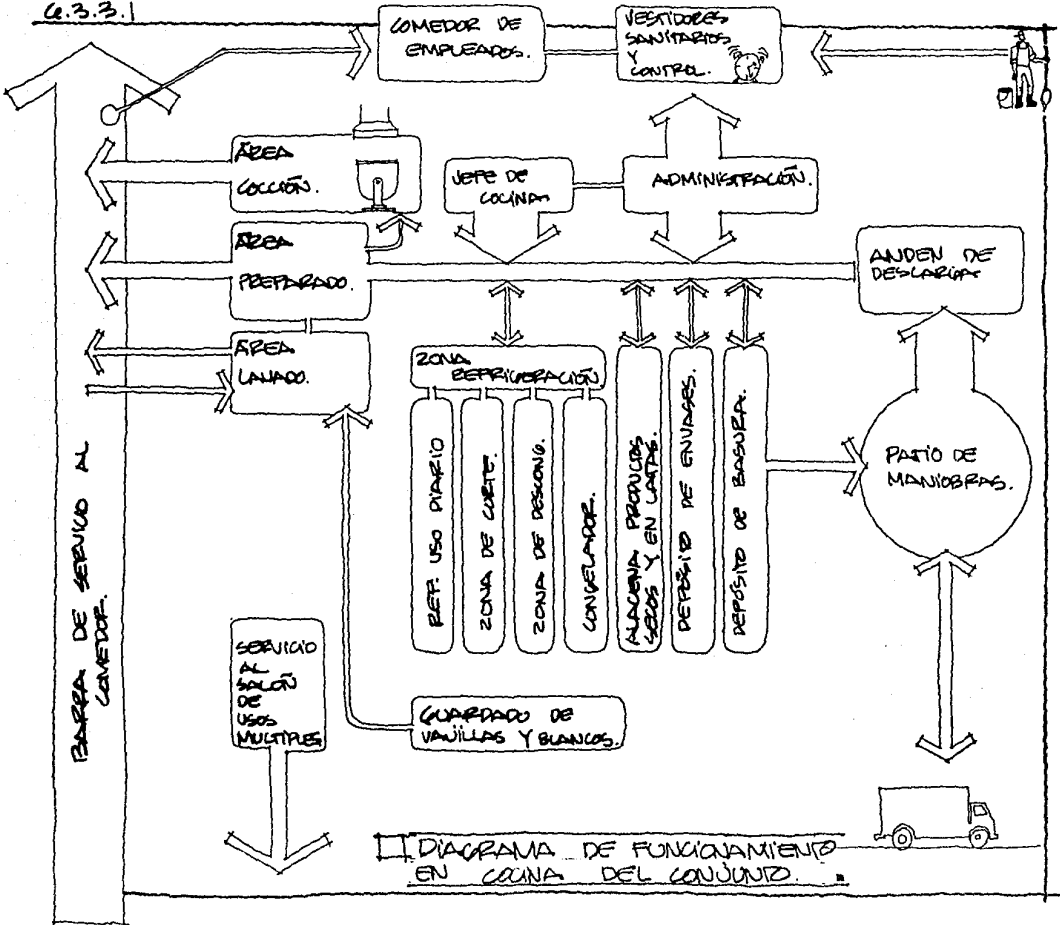 6.3.3.1
COMEDOR DE
EMPLEADOS.
VESTIDORES
SANITARIOS
Y
CONTROL.
ÁREA
COCCIÓN.
JEFE DE
COCINA
ADMINISTRACIÓN.
ÁREA
PREPARADO.
ANDEN DE
DESCARGA
ÁREA
LAVADO.
ZONA
REFRIGERACIÓN
REF. USO DIARIO
ZONA DE CORTE.
ZONA DE DESCONG.
CONGELADOR.
ALACENA PRODUCTOS
SECOS Y EN LATAS.
DEPÓSITO DE ENVASES.
DEPÓSITO DE BASURA.
PATIO DE
MANIOBRAS.
BARRA DE SERVICIO AL
COMEDOR.
SERVICIO
AL
SALÓN
DE
USOS
MULTIPLES
GUARDADO DE
VAJILLAS Y BLANCOS.
DIAGRAMA DE FUNCIONAMIENTO
EN COCINA DEL CONJUNTO.